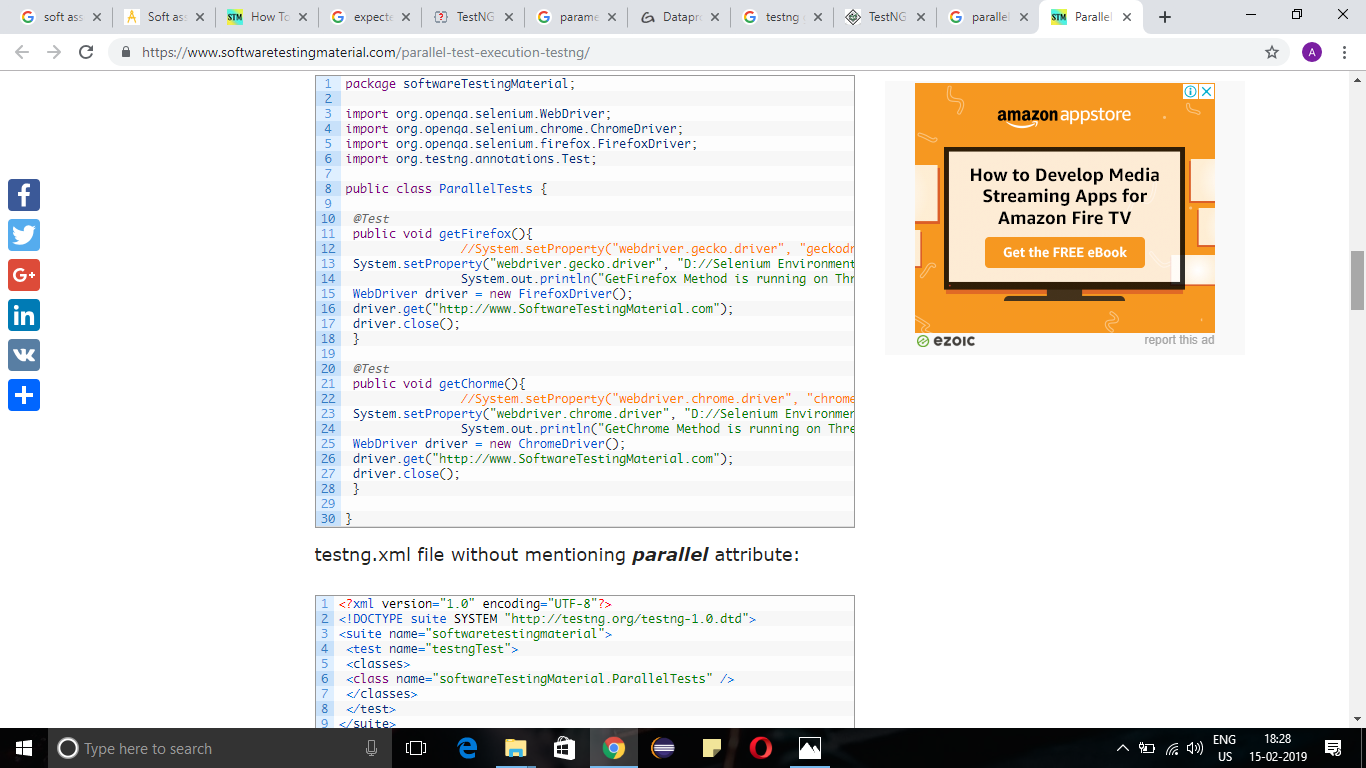 soft ass
Soft ass
How To
expecte
TestNG
parame
Datapro
testng
TestNG
parallel
Parallel
https://www.softwaretestingmaterial.com/parallel-test-execution-testng/
A
1 package softwareTestingMaterial;
2
3 import org.openqa.selenium.WebDriver;
4 import org.openqa.selenium.chrome.ChromeDriver;
5 import org.openqa.selenium.firefox.FirefoxDriver;
6 import org.testng.annotations.Test;
7
8 public class ParallelTests {
9
10 @Test
11 public void getFirefox(){
12 //System.setProperty("webdriver.gecko.driver", "geckodr
13 System.setProperty("webdriver.gecko.driver", "D://Selenium Environment
14 System.out.println("GetFirefox Method is running on Thr
15 WebDriver driver = new FirefoxDriver();
16 driver.get("http://www.SoftwareTestingMaterial.com");
17 driver.close();
18 }
19
20 @Test
21 public void getChorme(){
22 //System.setProperty("webdriver.chrome.driver", "chrome
23 System.setProperty("webdriver.chrome.driver", "D://Selenium Environmen
24 System.out.println("GetChrome Method is running on Thre
25 WebDriver driver = new ChromeDriver();
26 driver.get("http://www.SoftwareTestingMaterial.com");
27 driver.close();
28 }
29
30 }
testng.xml file without mentioning parallel attribute:
1 <?xml version="1.0" encoding="UTF-8"?>
2 <!DOCTYPE suite SYSTEM "http://testng.org/testng-1.0.dtd">
3 <suite name="softwaretestingmaterial">
4 <test name="testngTest">
5 <classes>
6 <class name="softwareTestingMaterial.ParallelTests" />
7 </classes>
8 </test>
9 </suite>
amazon appstore
How to Develop Media
Streaming Apps for
Amazon Fire TV
Get the FREE eBook
ezoic
report this ad
Type here to search
ENG
US
18:28
15-02-2019